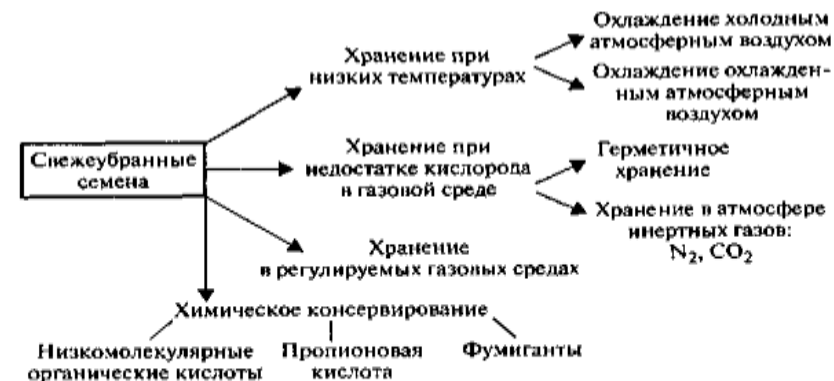 Охлаждение холодным
атмосферным воздухом
Хранение при
низких температурах
Охлаждение охлажден-
ным атмосферным
воздухом
Свежеубранные
семена
Хранение при
недостатке кислорода
в газовой среде
Герметичное
хранение
Хранение в атмосфере
инертных газов:
N₂, CO₂
Хранение
в регулируемых газовых средах
Химическое консервирование
Низкомолекулярные
органические кислоты
Пропионовая
кислота
Фумиганты